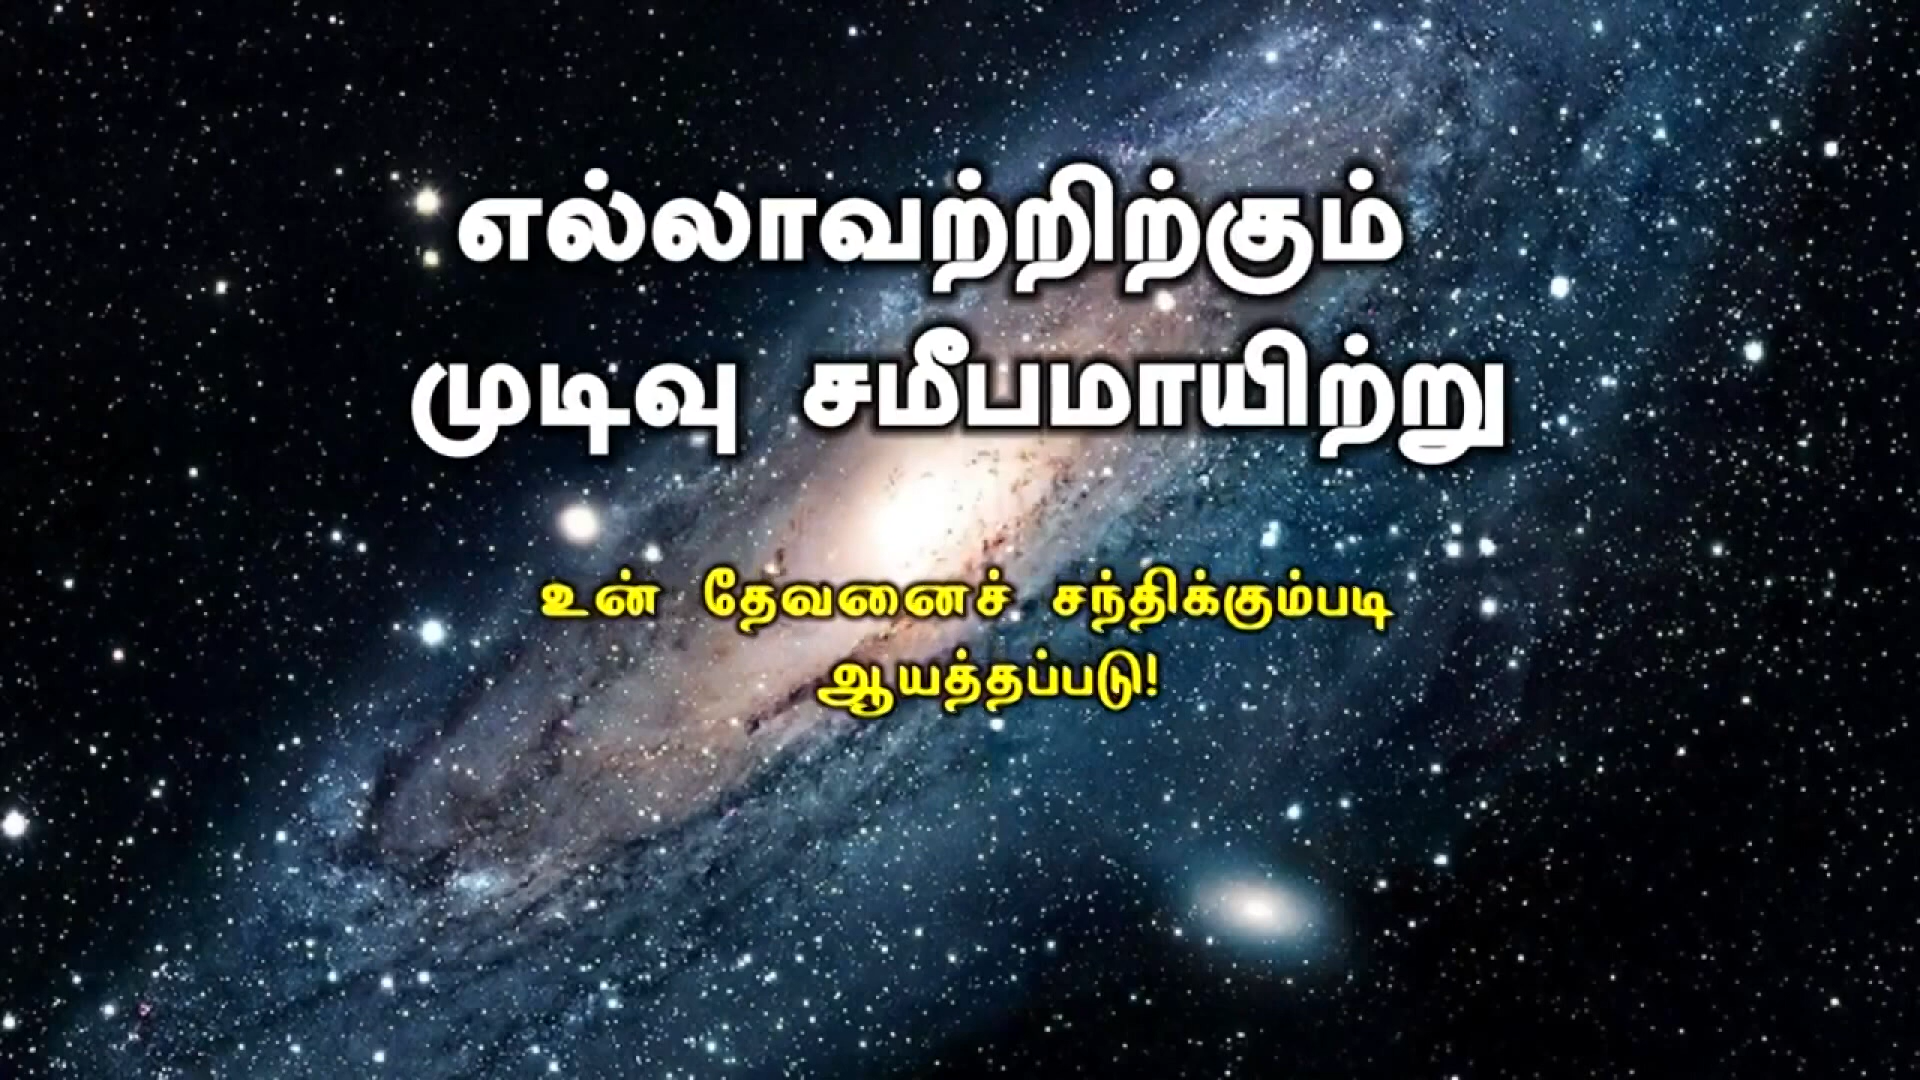 எல்லாவற்றிற்கும்
முடிவு சமீபமாயிற்று
உன் தேவனைச் சந்திக்கும்படி
ஆயத்தப்படு!